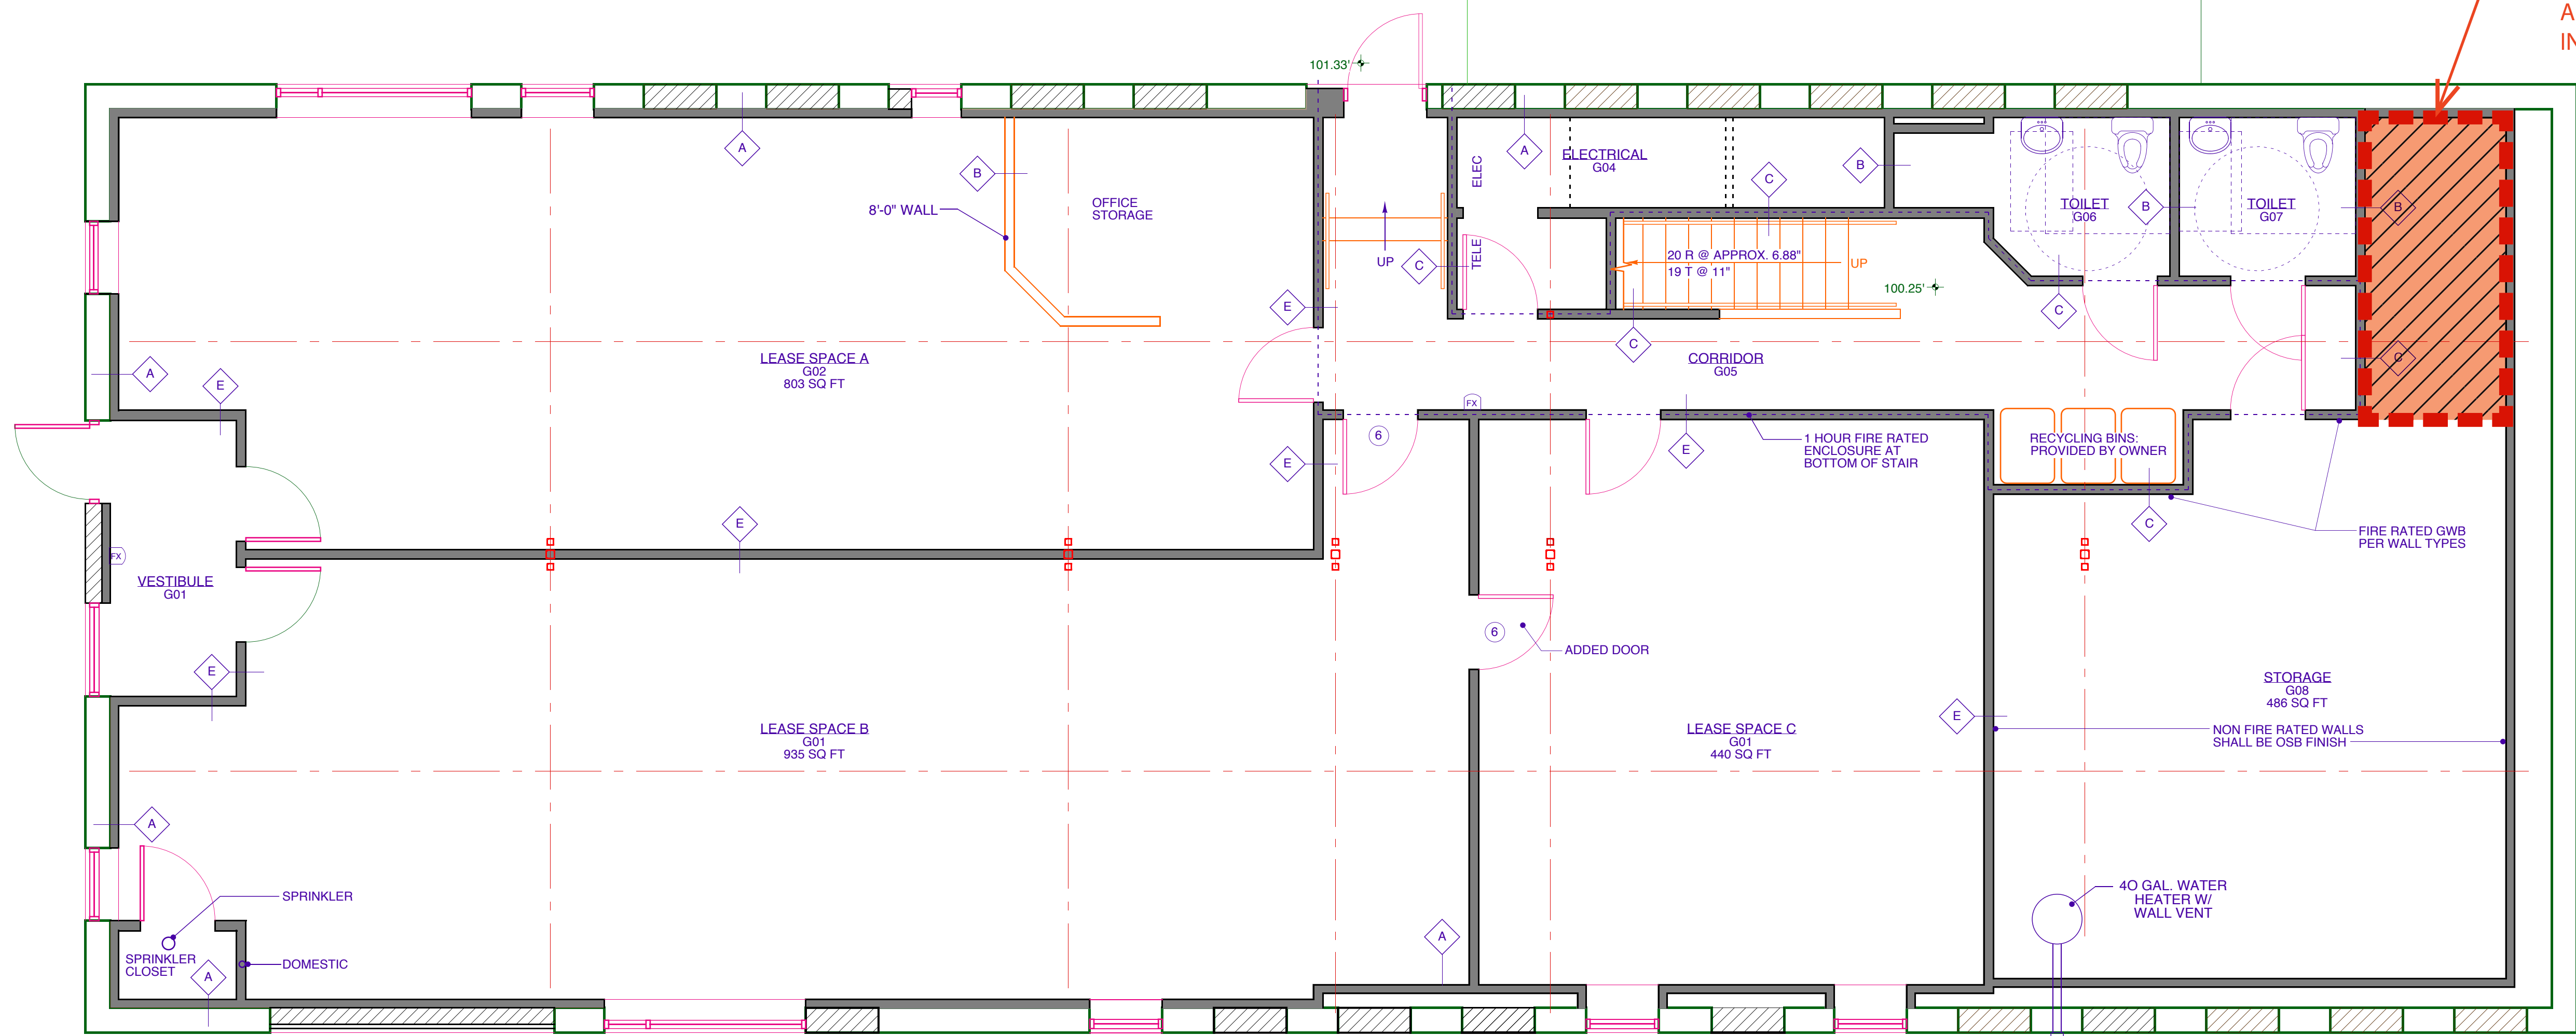 A
IN
101.33'
A
A
B
OFFICE
STORAGE
8'-0" WALL
ELEC
ELECTRICAL
G04
C
B
TOILET
G06
B
TOILET
G07
B
UP
C
TELE
20 R @ APPROX. 6.88"
19 T @ 11"
UP
100.25'
E
C
C
C
LEASE SPACE A
G02
803 SQ FT
CORRIDOR
G05
A
E
FX
6
E
E
1 HOUR FIRE RATED
ENCLOSURE AT
BOTTOM OF STAIR
RECYCLING BINS:
PROVIDED BY OWNER
E
C
FIRE RATED GWB
PER WALL TYPES
FX
VESTIBULE
G01
E
6
ADDED DOOR
STORAGE
G08
486 SQ FT
LEASE SPACE B
G01
935 SQ FT
LEASE SPACE C
G01
440 SQ FT
E
NON FIRE RATED WALLS
SHALL BE OSB FINISH
A
SPRINKLER
4O GAL. WATER
HEATER W/
WALL VENT
A
SPRINKLER
CLOSET
A
DOMESTIC